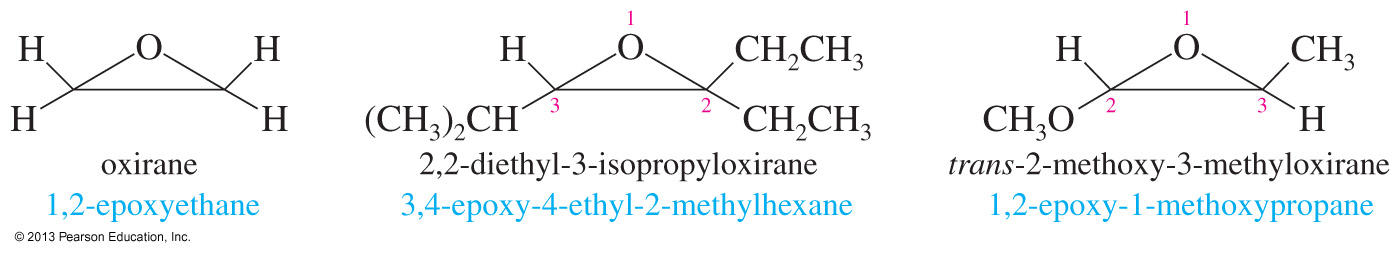 H O H
H H
oxirane
1,2-epoxyethane
1
H O CH₂CH₃
3 2
(CH₃)₂CH CH₂CH₃
2,2-diethyl-3-isopropyloxirane
3,4-epoxy-4-ethyl-2-methylhexane
1
H O CH₃
2 3
CH₃O H
trans-2-methoxy-3-methyloxirane
1,2-epoxy-1-methoxypropane
© 2013 Pearson Education, Inc.